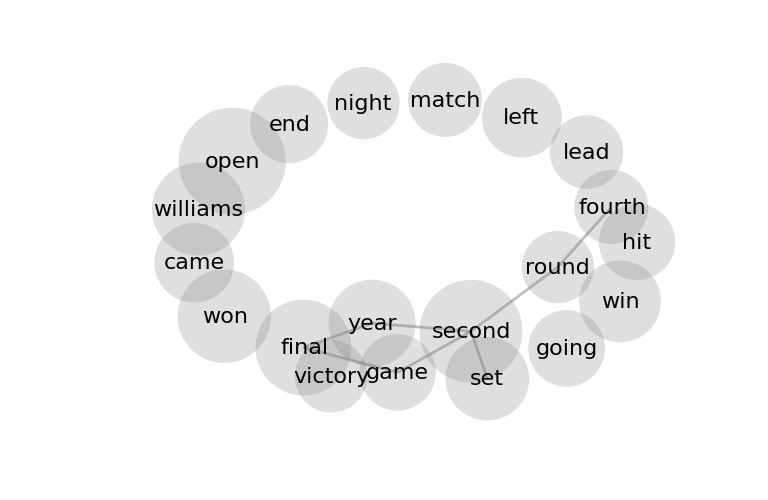 match
night
left
end
lead
open
fourth
williams
hit
came
round
win
won
year
second
final
going
game
victory
set